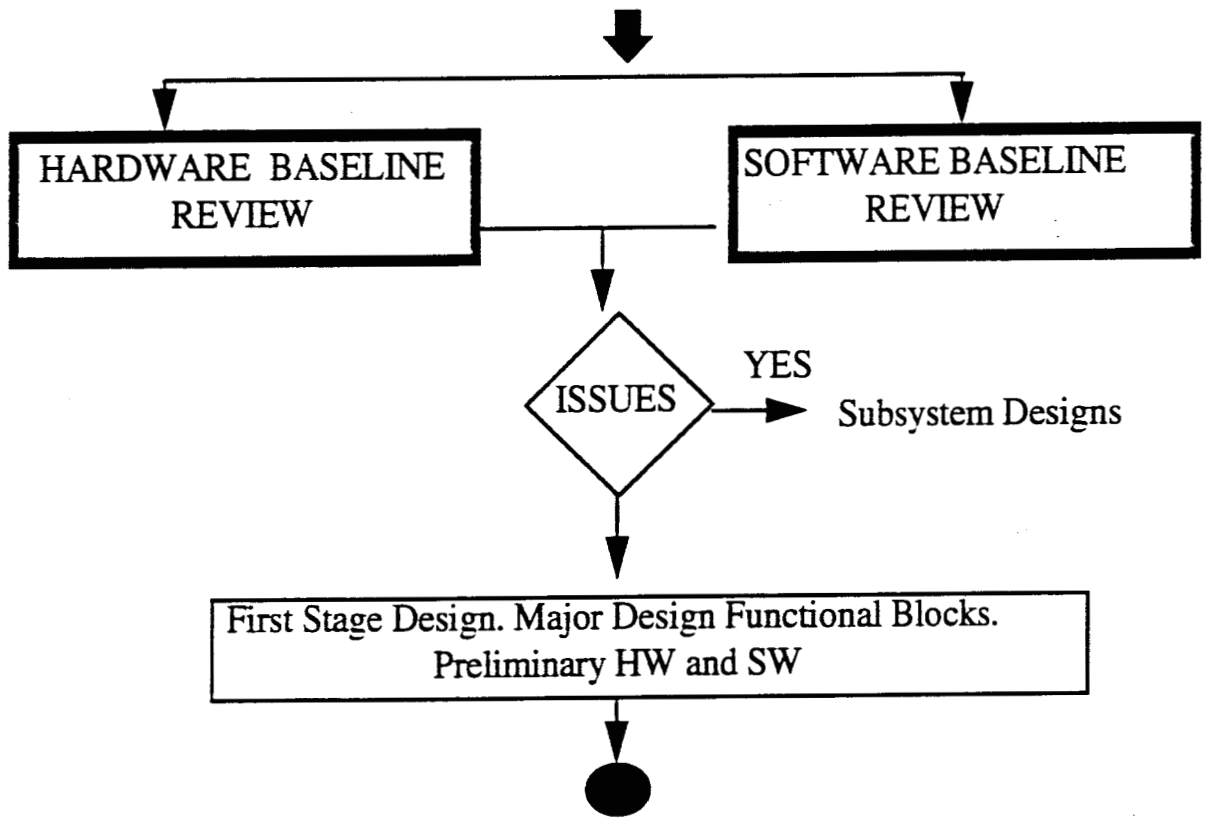 HARDWARE BASELINE
REVIEW
SOFTWARE BASELINE
REVIEW
ISSUES
YES
Subsystem Designs
First Stage Design. Major Design Functional Blocks.
Preliminary HW and SW